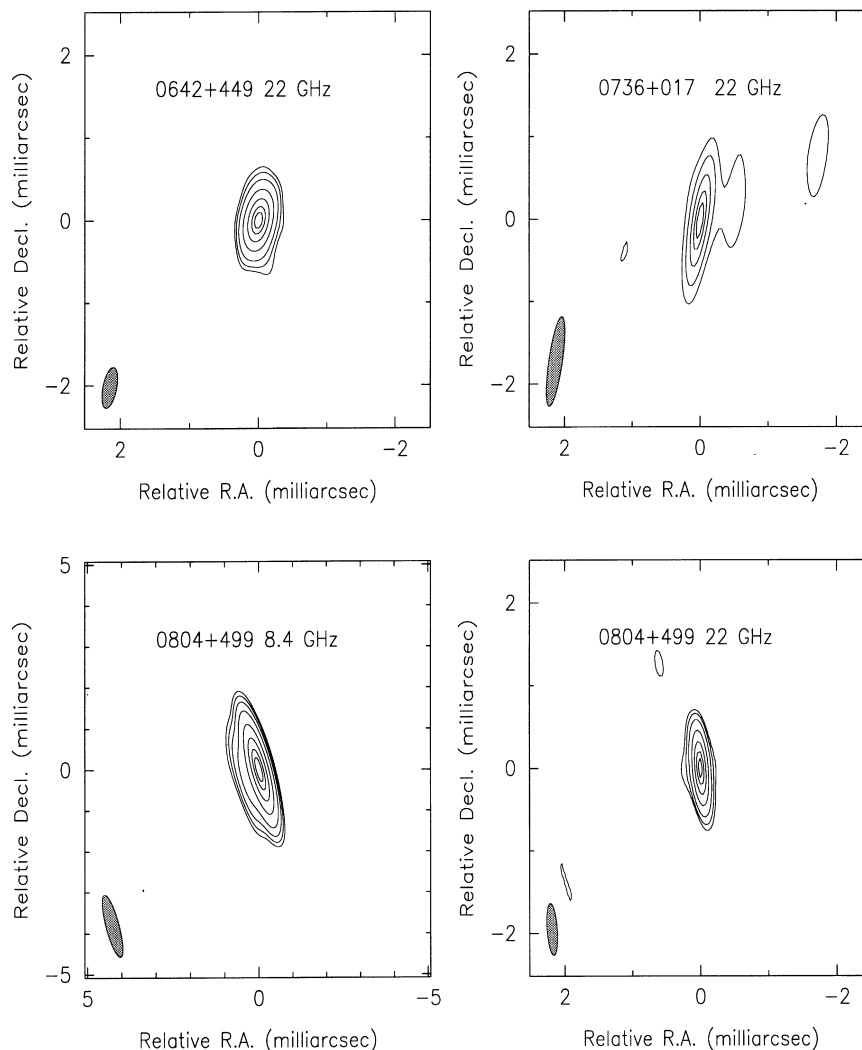 2
0
−2
Relative Decl. (milliarcsec)
0642+449 22 GHz
2
0
−2
Relative R.A. (milliarcsec)
2
0
−2
Relative Decl. (milliarcsec)
0736+017 22 GHz
2
0
−2
Relative R.A. (milliarcsec)
5
0
−5
Relative Decl. (milliarcsec)
0804+499 8.4 GHz
5
0
−5
Relative R.A. (milliarcsec)
2
0
−2
Relative Decl. (milliarcsec)
0804+499 22 GHz
2
0
−2
Relative R.A. (milliarcsec)